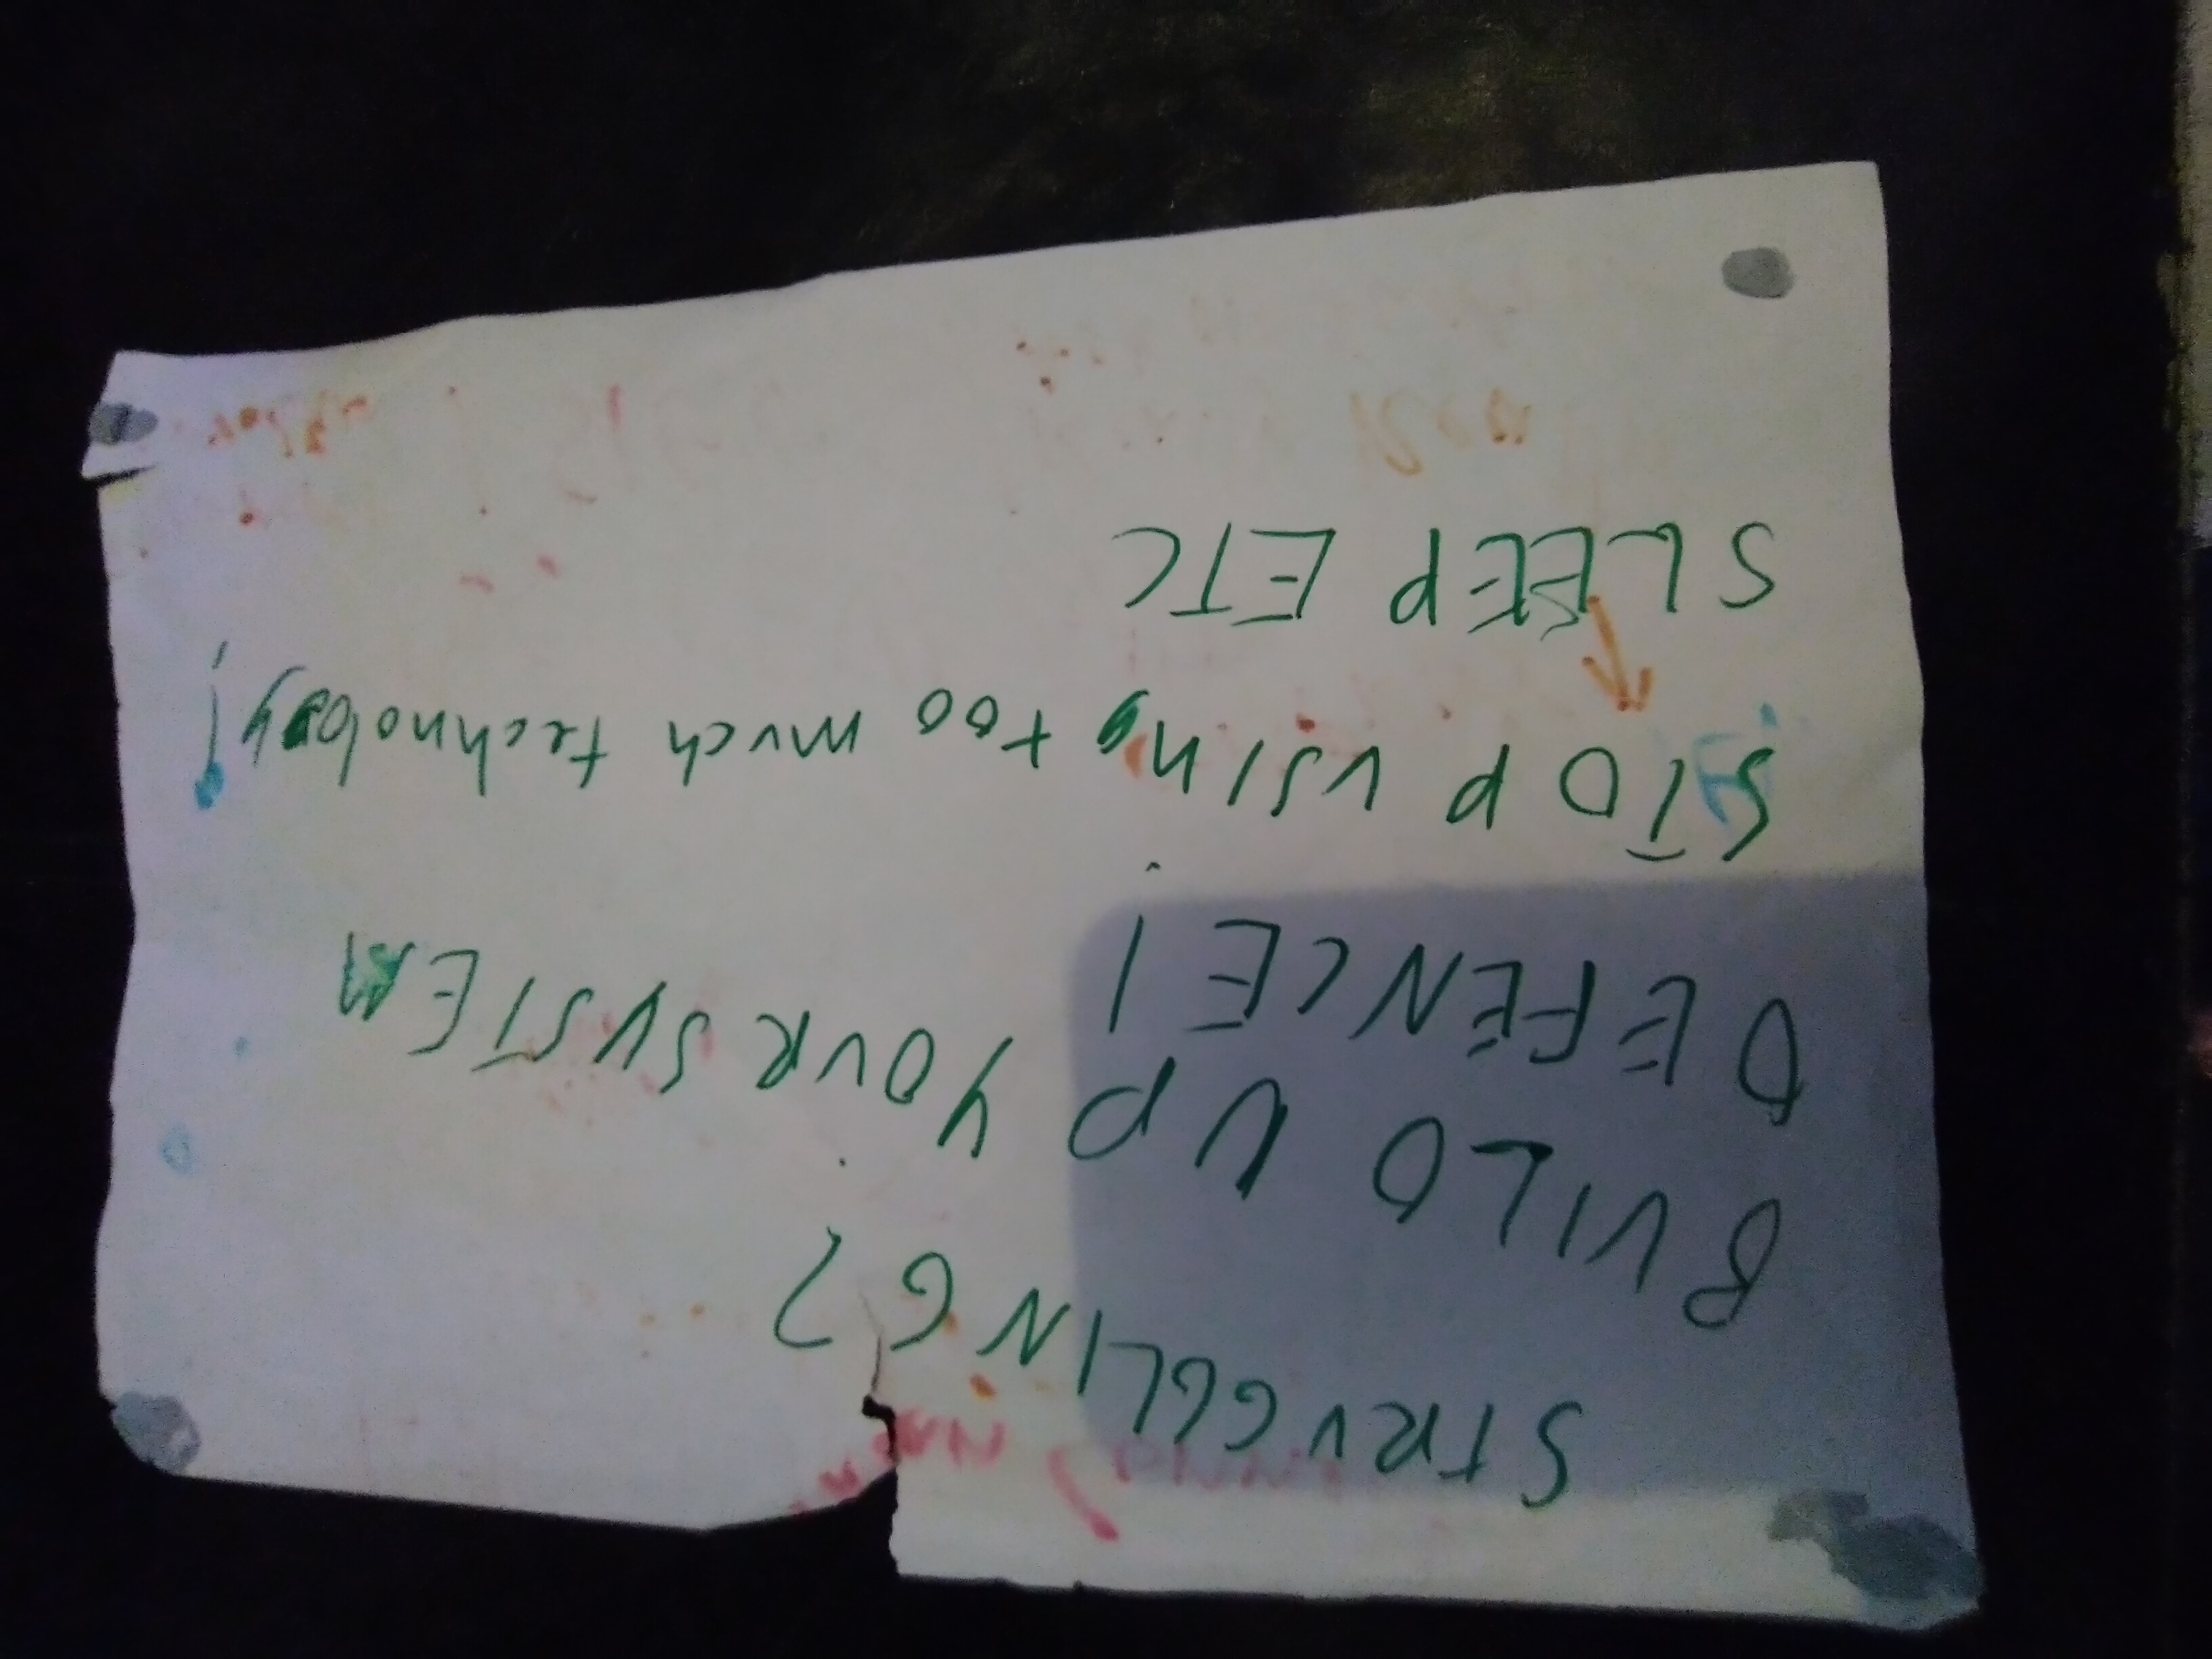 STRUGGLING?
BUILD UP YOUR SYSTEM
DEFENCE!
STOP using too much technology!
SLEEP ETC